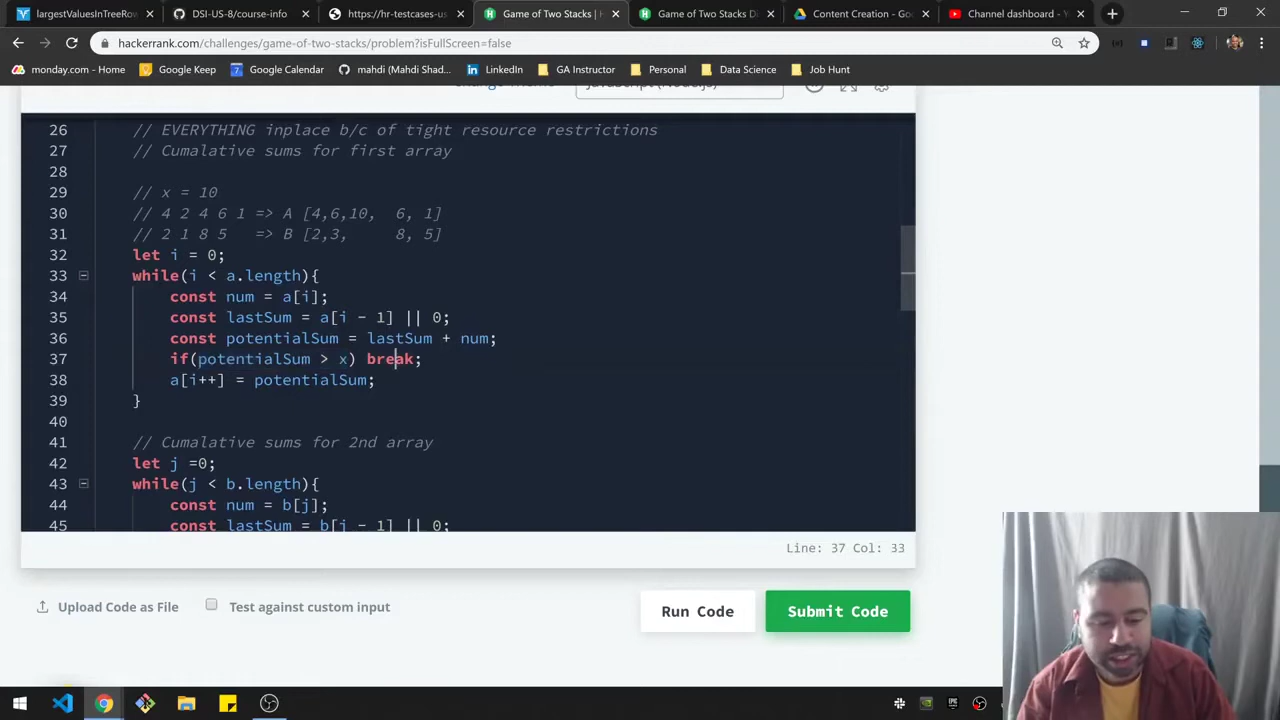 largestValuesInTreeRow
DSI-US-8/course-info
https://hr-testcases-us
Game of Two Stacks | H
Game of Two Stacks Di
Content Creation - Goo
Channel dashboard - Yo
hackerrank.com/challenges/game-of-two-stacks/problem?isFullScreen=false
monday.com - Home
Google Keep
Google Calendar
mahdi (Mahdi Shad...
LinkedIn
GA Instructor
Personal
Data Science
Job Hunt
26 // EVERYTHING inplace b/c of tight resource restrictions
27 // Cumalative sums for first array
28
29 // x = 10
30 // 4 2 4 6 1 => A [4,6,10, 6, 1]
31 // 2 1 8 5 => B [2,3, 8, 5]
32 let i = 0;
33 while(i < a.length){
34 const num = a[i];
35 const lastSum = a[i - 1] || 0;
36 const potentialSum = lastSum + num;
37 if(potentialSum > x) break;
38 a[i++] = potentialSum;
39 }
40
41 // Cumalative sums for 2nd array
42 let j =0;
43 while(j < b.length){
44 const num = b[j];
45 const lastSum = b[j - 1] || 0;
Line: 37 Col: 33
Upload Code as File
Test against custom input
Run Code
Submit Code